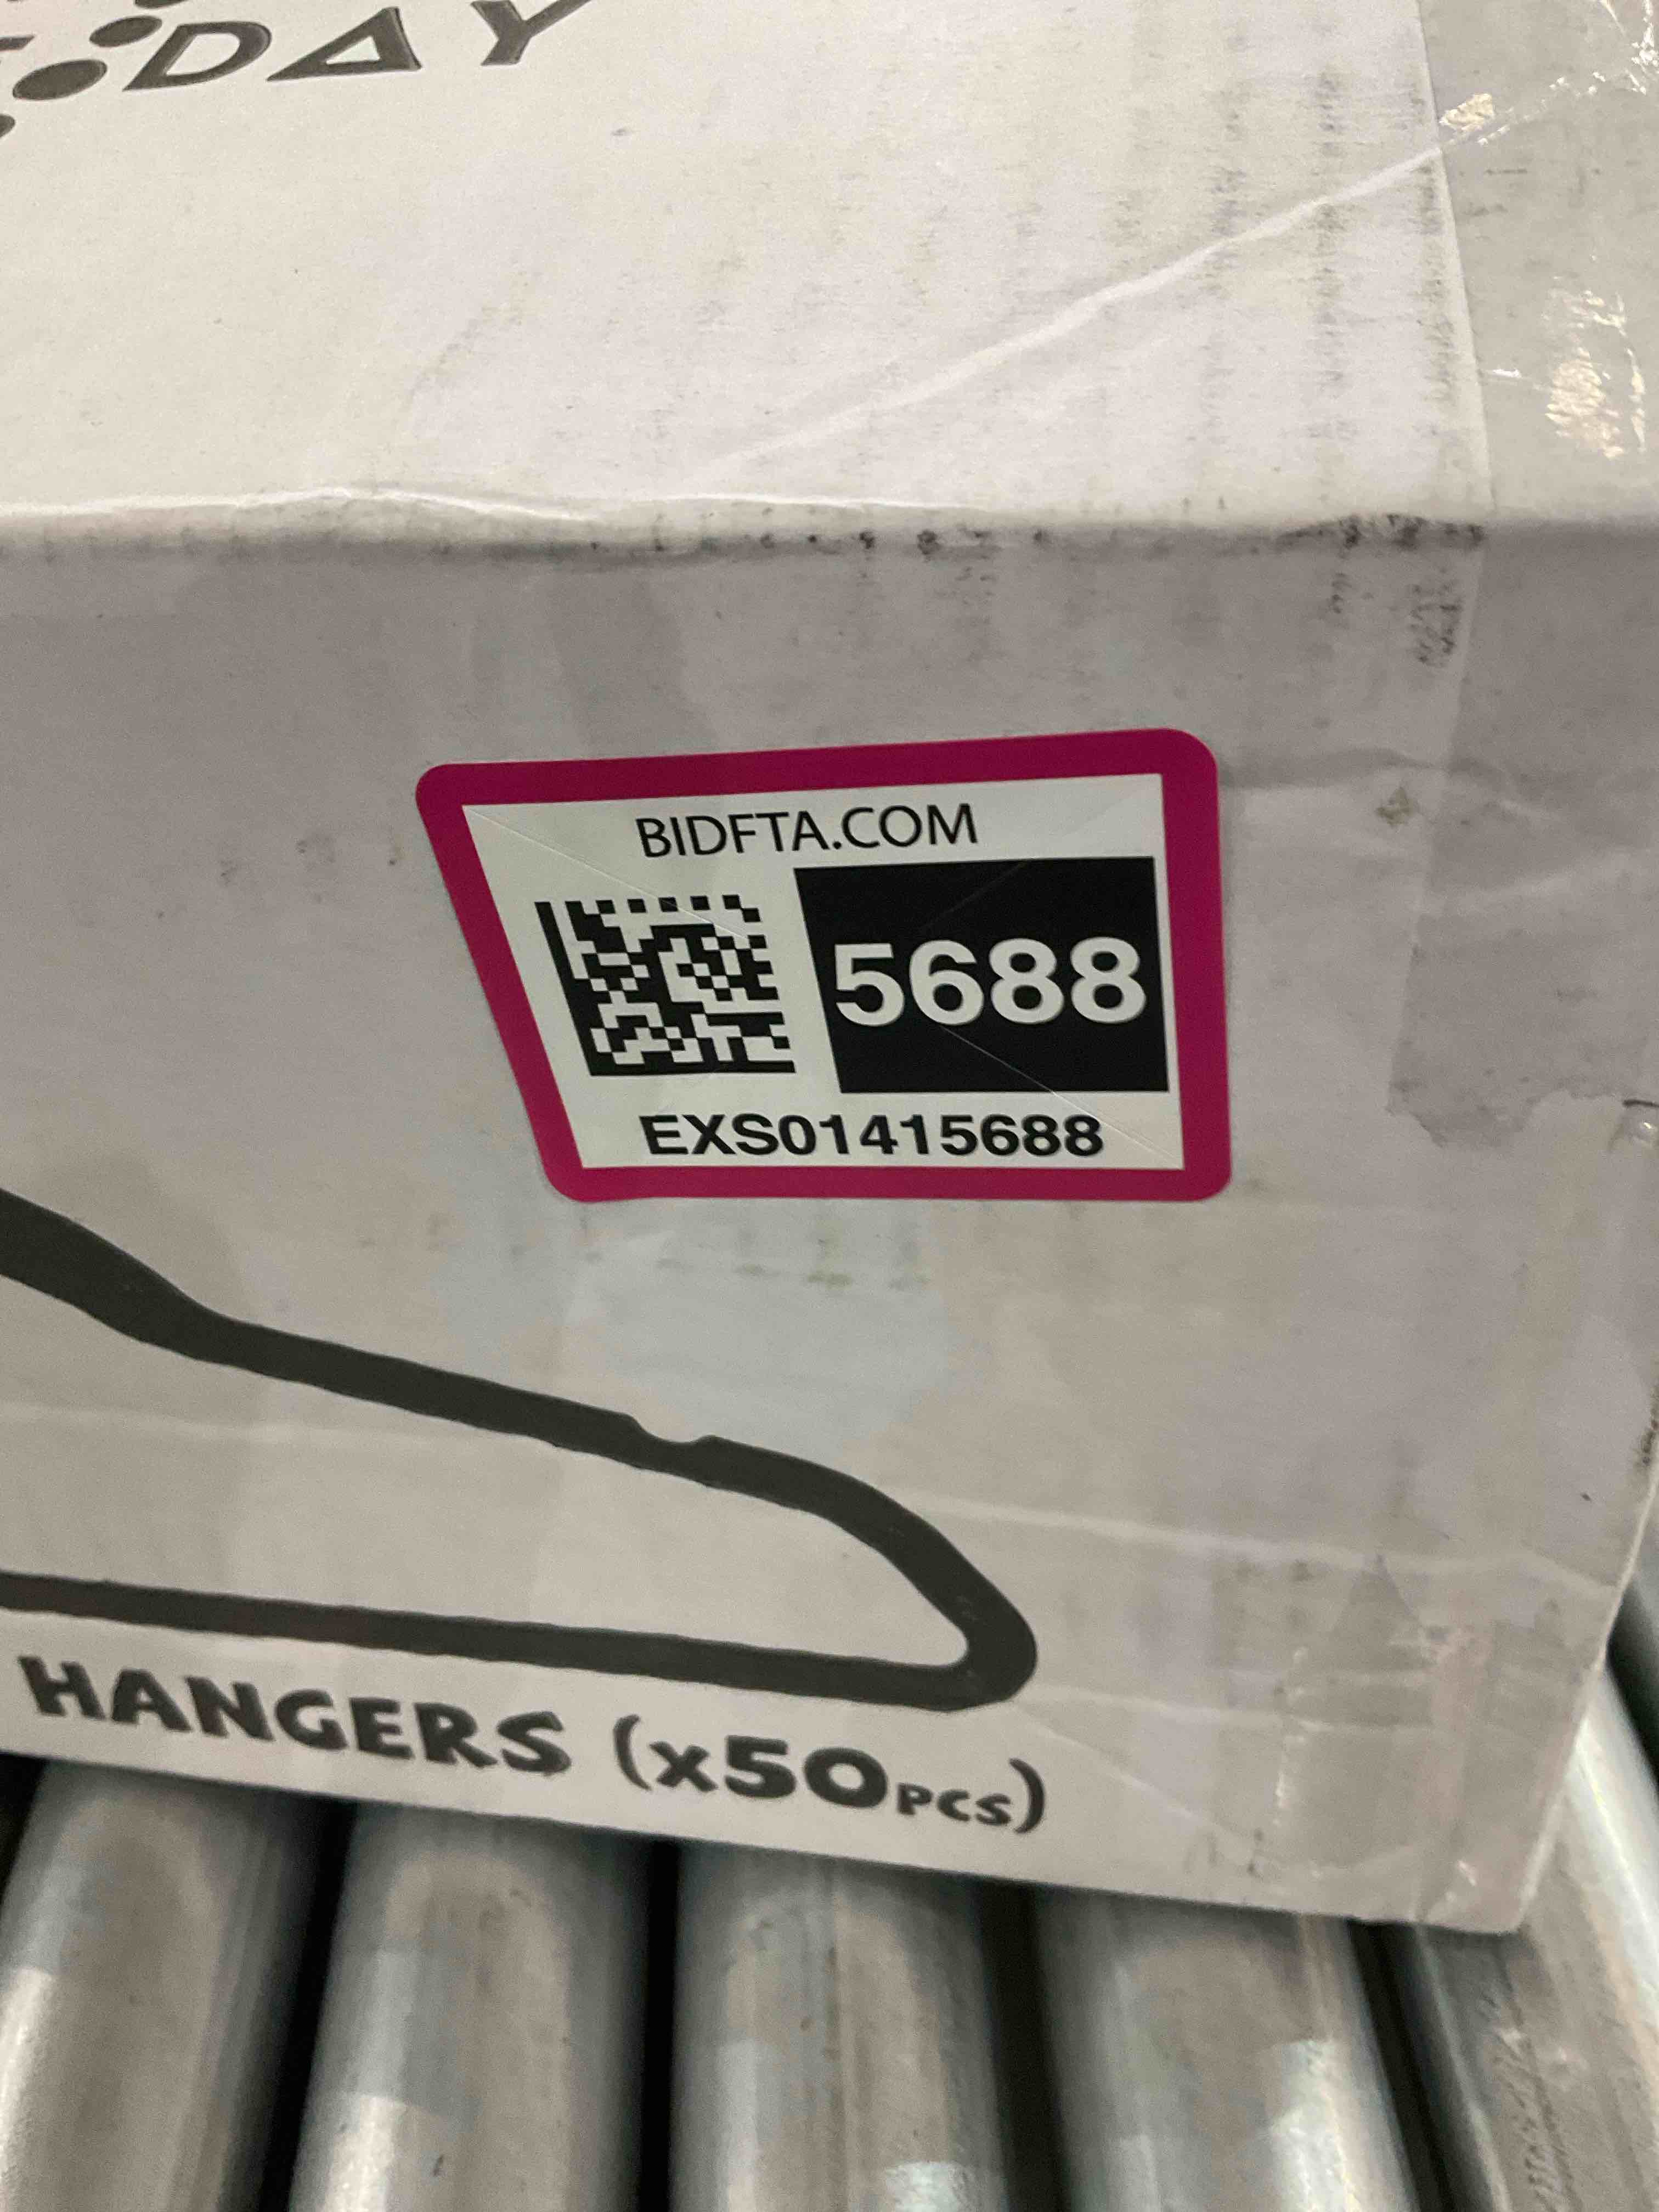 DAY
BIDFTA.COM
5688
EXS01415688
HANGERS (x50PCS)